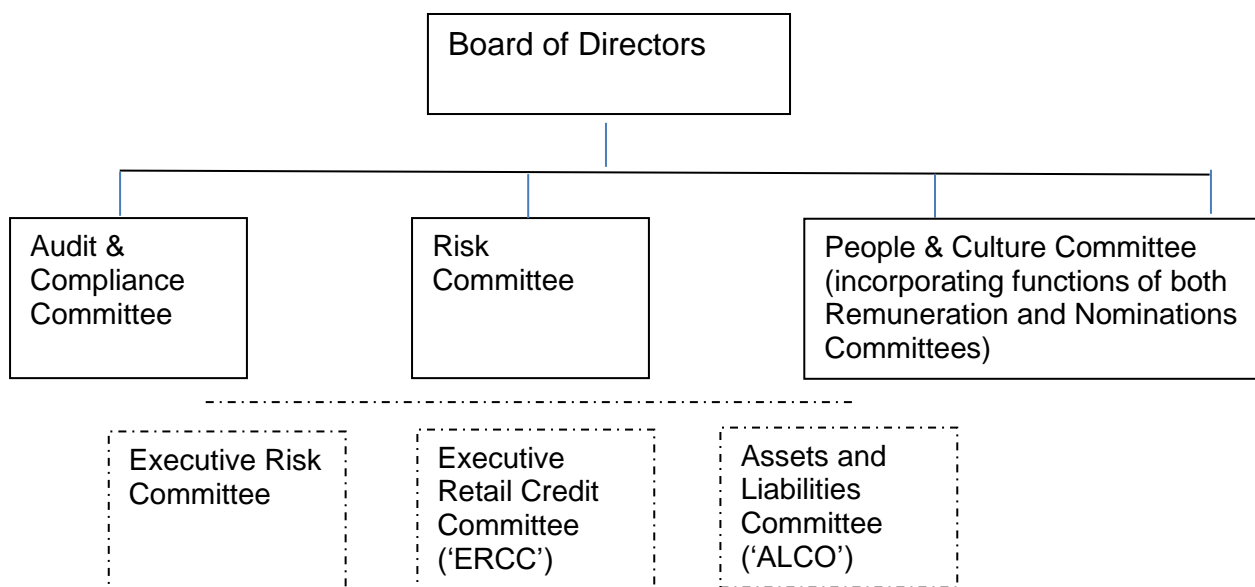 Board of Directors
Audit &
Compliance
Committee
Risk
Committee
People & Culture Committee
(incorporating functions of both
Remuneration and Nominations
Committees)
Executive Risk
Committee
Executive
Retail Credit
Committee
(‘ERCC’)
Assets and
Liabilities
Committee
(‘ALCO’)